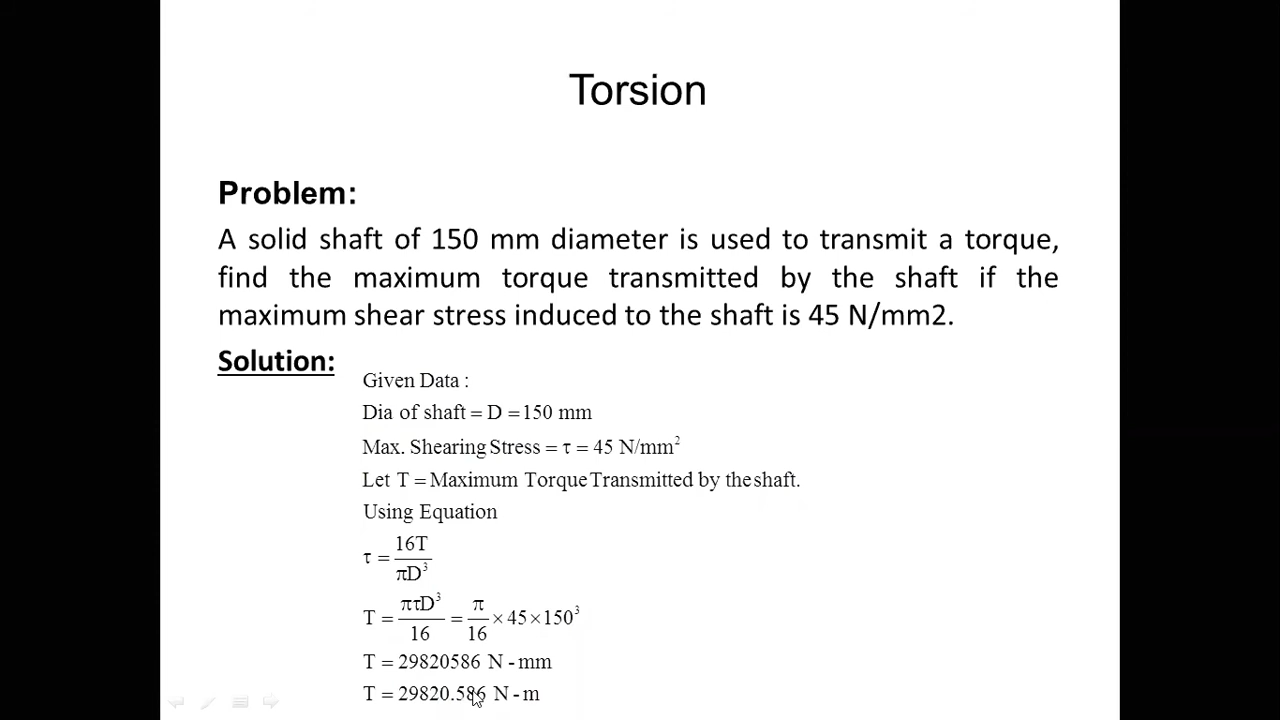 Torsion
Problem:
A solid shaft of 150 mm diameter is used to transmit a torque,
find the maximum torque transmitted by the shaft if the
maximum shear stress induced to the shaft is 45 N/mm2.
Solution:
Given Data :
Dia of shaft = D = 150 mm
Max. Shearing Stress = τ = 45 N/mm²
Let T = Maximum Torque Transmitted by the shaft.
Using Equation
τ = 16T / πD³
T = πτD³ / 16 = π / 16 × 45 × 150³
T = 29820586 N - mm
T = 29820.586 N - m